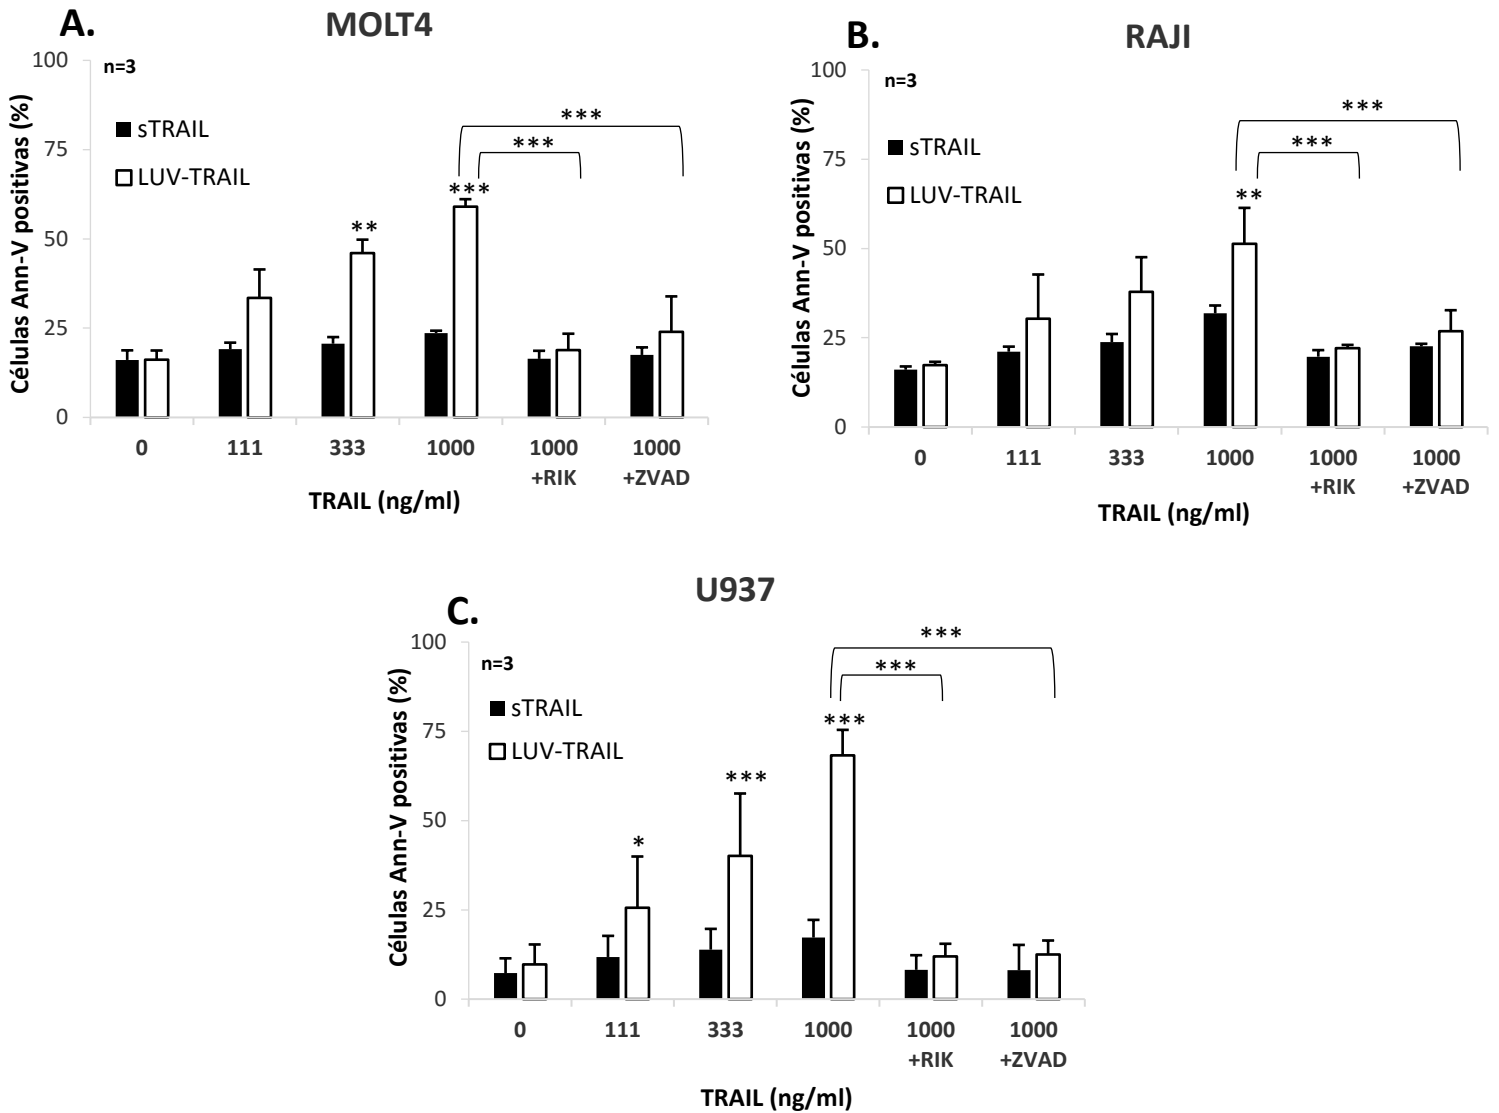 A.
MOLT4
n=3
sTRAIL
LUV-TRAIL
Células Ann-V positivas (%)
100
75
50
25
0
**
***
***
***
0
111
333
1000
1000
+RIK
1000
+ZVAD
TRAIL (ng/ml)
B.
RAJI
n=3
sTRAIL
LUV-TRAIL
Células Ann-V positivas (%)
100
75
50
25
0
**
***
***
0
111
333
1000
1000
+RIK
1000
+ZVAD
TRAIL (ng/ml)
C.
U937
n=3
sTRAIL
LUV-TRAIL
Células Ann-V positivas (%)
100
75
50
25
0
*
***
***
***
***
0
111
333
1000
1000
+RIK
1000
+ZVAD
TRAIL (ng/ml)